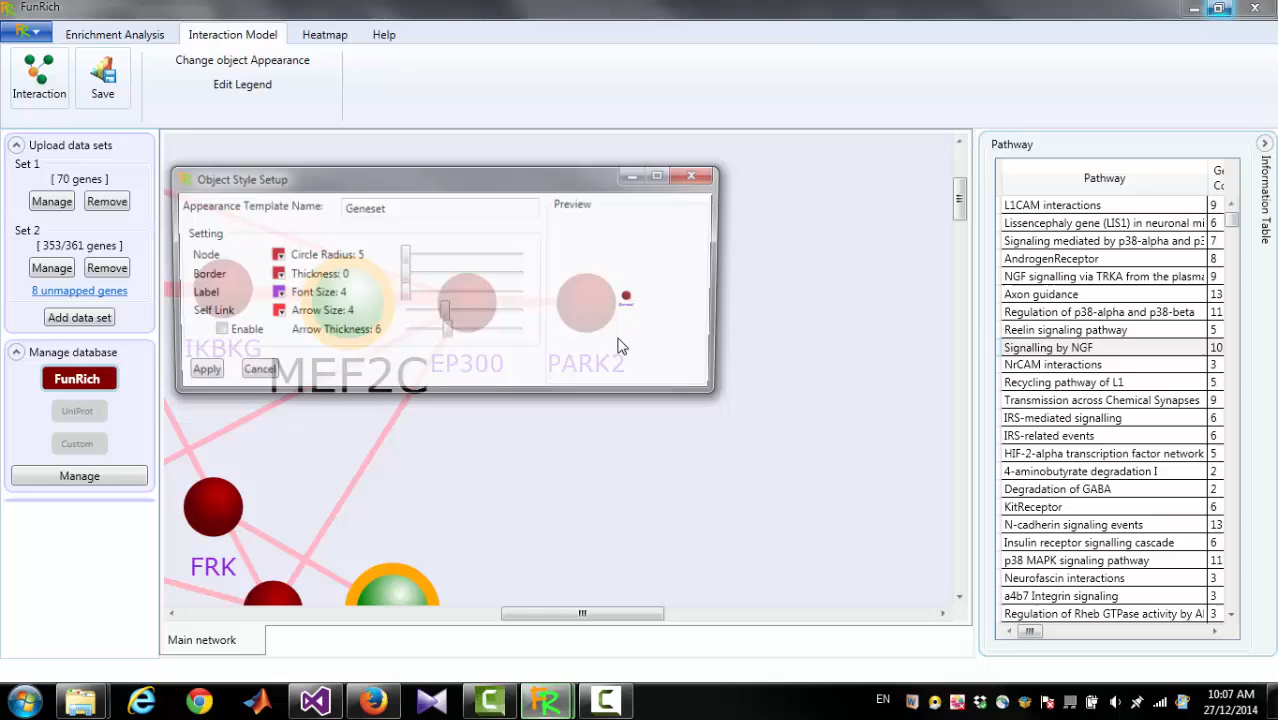 FunRich
Enrichment Analysis
Interaction Model
Heatmap
Help
Interaction
Save
Change object Appearance
Edit Legend
Upload data sets
Set 1
[ 70 genes ]
Manage
Remove
Set 2
[ 353/361 genes ]
Manage
Remove
8 unmapped genes
Add data set
Manage database
FunRich
UniProt
Custom
Manage
Object Style Setup
Appearance Template Name:
Geneset
Preview
Setting
Node
Circle Radius: 5
Border
Thickness: 0
Label
Font Size: 4
Self Link
Arrow Size: 4
Enable
Arrow Thickness: 6
Apply
Cancel
IKBKG
MEF2C
EP300
PARK2
FRK
Main network
Pathway
Pathway
Ge
Co
L1CAM interactions 9
Lissencephaly gene (LIS1) in neuronal mi 6
Signaling mediated by p38-alpha and p3 7
AndrogenReceptor 8
NGF signalling via TRKA from the plasma 9
Axon guidance 13
Regulation of p38-alpha and p38-beta 11
Reelin signaling pathway 5
Signalling by NGF 10
NrCAM interactions 3
Recycling pathway of L1 5
Transmission across Chemical Synapses 9
IRS-mediated signalling 6
IRS-related events 6
HIF-2-alpha transcription factor network 5
4-aminobutyrate degradation I 2
Degradation of GABA 2
KitReceptor 6
N-cadherin signaling events 13
Insulin receptor signalling cascade 6
p38 MAPK signaling pathway 11
Neurofascin interactions 3
a4b7 Integrin signaling 3
Regulation of Rheb GTPase activity by AI 3
Information Table
EN
10:07 AM
27/12/2014